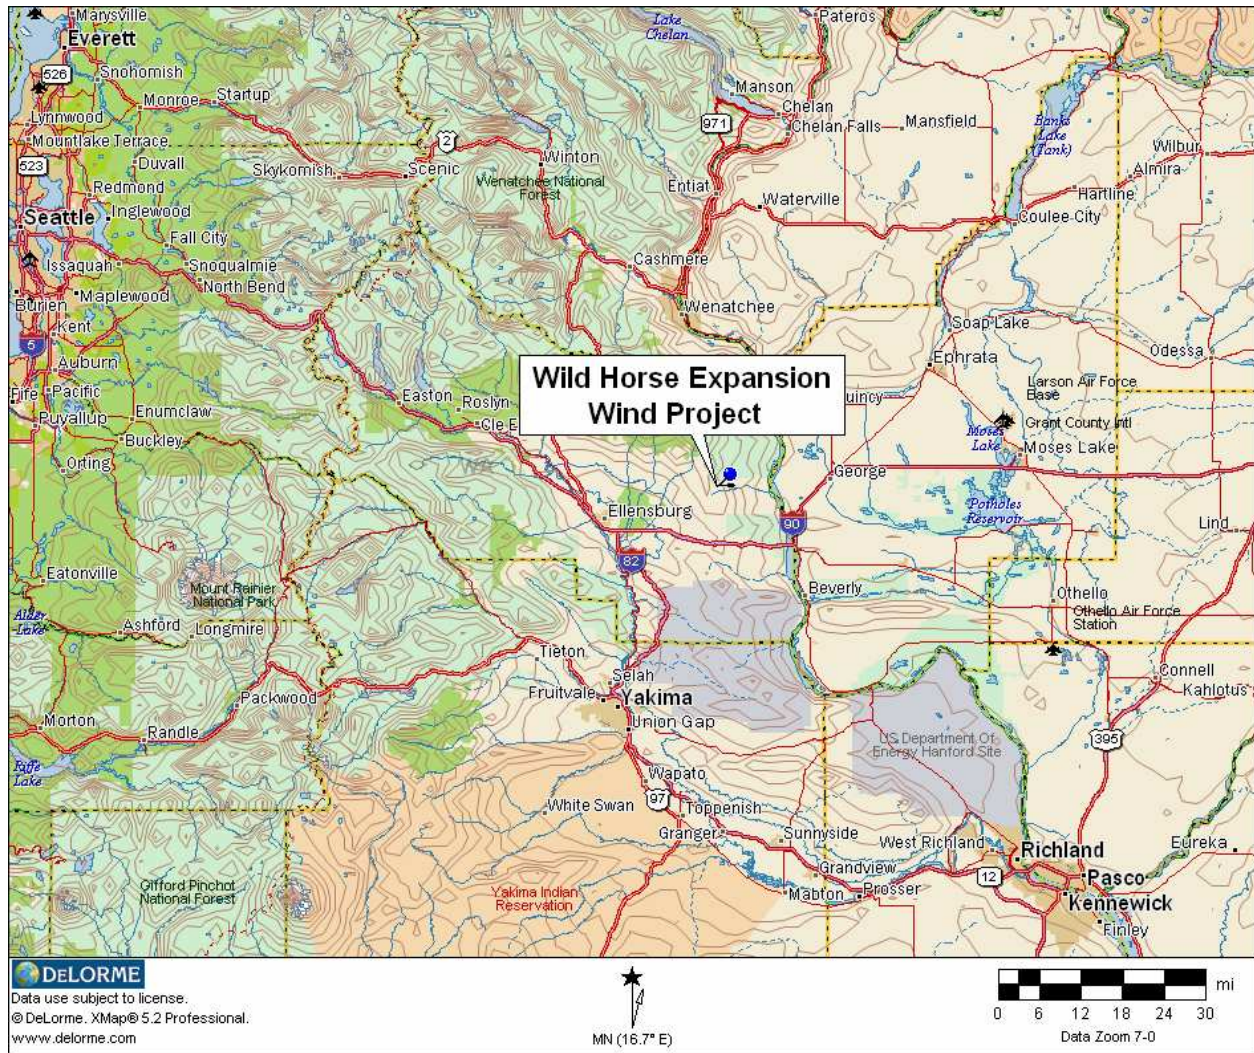 Marysville
Everett
526
Snohomish
Monroe
Startup
Lynnwood
Mountlake Terrace
523
Duvall
Redmond
Skykomish
Scenic
2
Winton
Wenatchee National
Forest
Lake
Chelan
Pateros
Manson
Chelan
971
Chelan Falls
Mansfield
Banks
Lake
(Tank)
Wilbur
Almira
Hartline
Coulee City
Entiat
Waterville
Seattle
Inglewood
Fall City
Issaquah
Snoqualmie
North Bend
Cashmere
Wenatchee
Burien
Maplewood
Kent
5
Auburn
Soap Lake
Ephrata
Odessa
Fife
Pacific
Puyallup
Enumclaw
Buckley
Orting
Easton
Roslyn
Cle E
Wild Horse Expansion
Wind Project
uincy
Larson Air Force
Base
Grant County Intl
Moses
Lake
Moses Lake
George
Potholes
Reservoir
Lind
Ellensburg
90
82
Eatonville
Mount Rainier
National Park
Alder
Lake
Ashford
Longmire
Beverly
Othello
Othello Air Force
Station
Tieton
Selah
Fruitvale
Yakima
Union Gap
Connell
Kahlotus
Packwood
Morton
Randle
Riffe
Lake
US Department Of
Energy Hanford Site
395
Wapato
97
White Swan
Toppenish
Granger
Sunnyside
West Richland
Richland
Eureka
Grandview
12
Pasco
Mabton
Prosser
Kennewick
Finley
Gifford Pinchot
National Forest
Yakima Indian
Reservation
DELORME
Data use subject to license.
© DeLorme. XMap® 5.2 Professional.
www.delorme.com
MN (16.7° E)
mi
0 6 12 18 24 30
Data Zoom 7-0